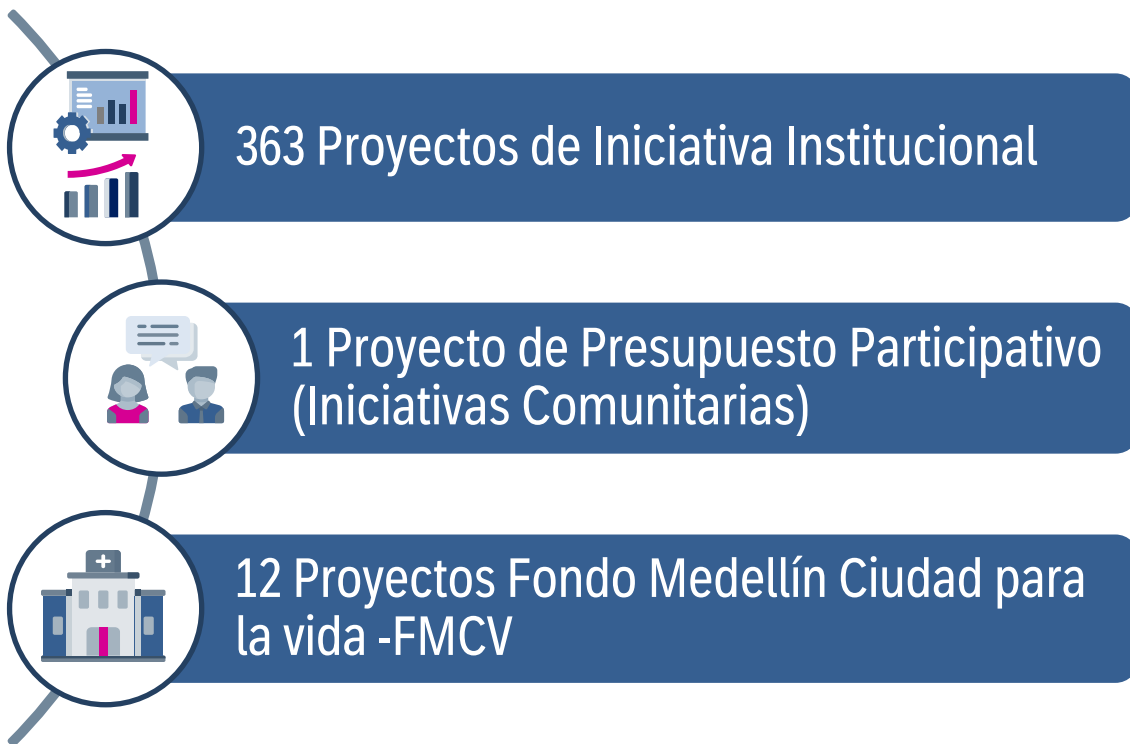 363 Proyectos de Iniciativa Institucional
1 Proyecto de Presupuesto Participativo
(Iniciativas Comunitarias)
12 Proyectos Fondo Medellín Ciudad para
la vida -FMCV